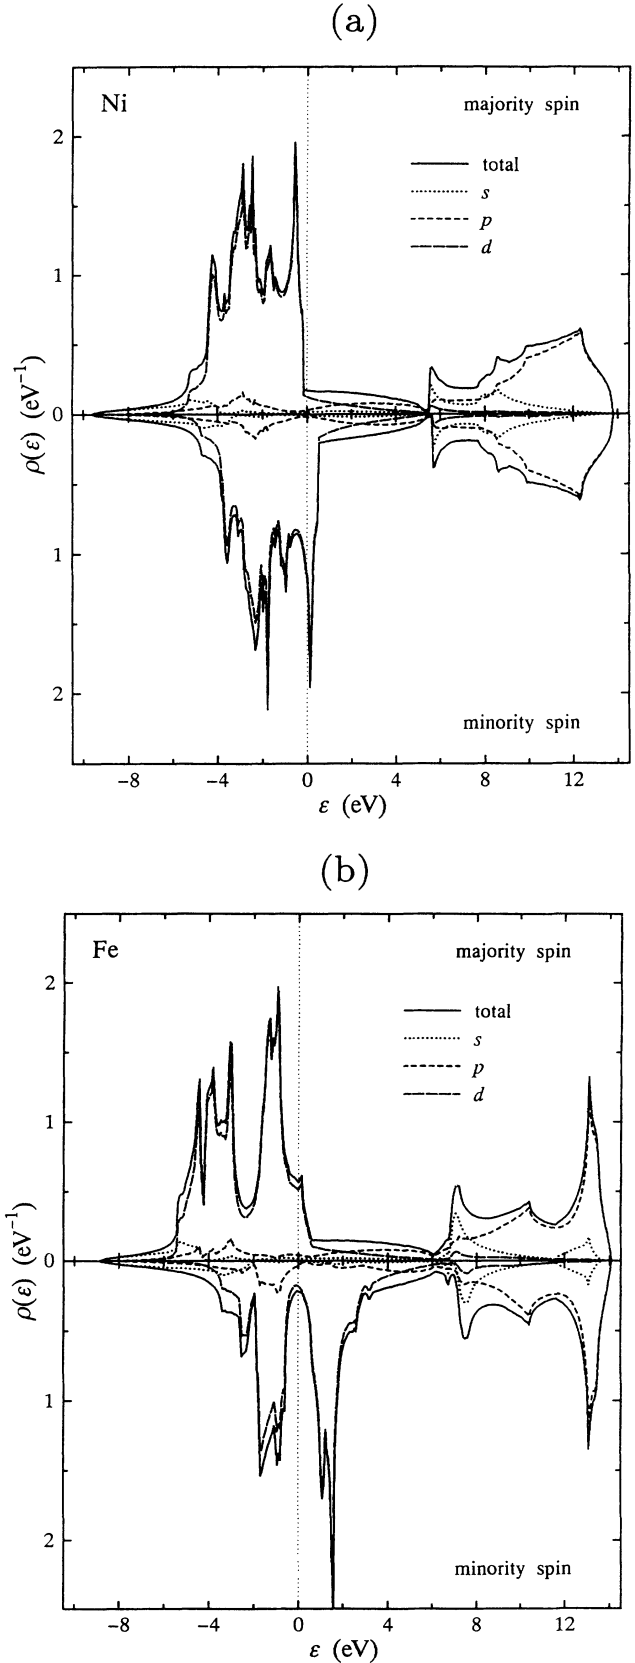 (a)
Ni
majority spin
total
s
p
d
2
1
0
1
2
ρ(ε) (eV⁻¹)
minority spin
−8 −4 0 4 8 12
ε (eV)
(b)
Fe
majority spin
total
s
p
d
2
1
0
1
2
ρ(ε) (eV⁻¹)
minority spin
−8 −4 0 4 8 12
ε (eV)